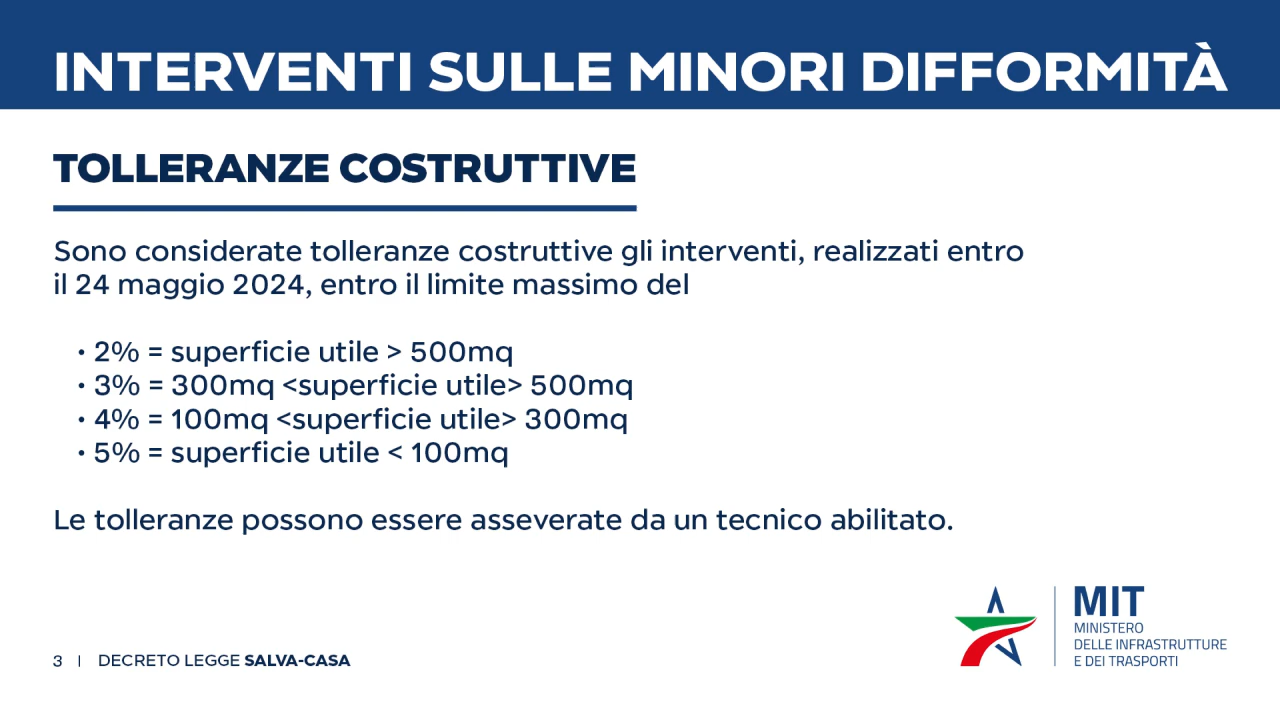 INTERVENTI SULLE MINORI DIFFORMITÀ
TOLLERANZE COSTRUTTIVE
Sono considerate tolleranze costruttive gli interventi, realizzati entro
il 24 maggio 2024, entro il limite massimo del
• 2% = superficie utile > 500mq
• 3% = 300mq <superficie utile> 500mq
• 4% = 100mq <superficie utile> 300mq
• 5% = superficie utile < 100mq
Le tolleranze possono essere asseverate da un tecnico abilitato.
3 | DECRETO LEGGE SALVA-CASA
MIT
MINISTERO
DELLE INFRASTRUTTURE
E DEI TRASPORTI